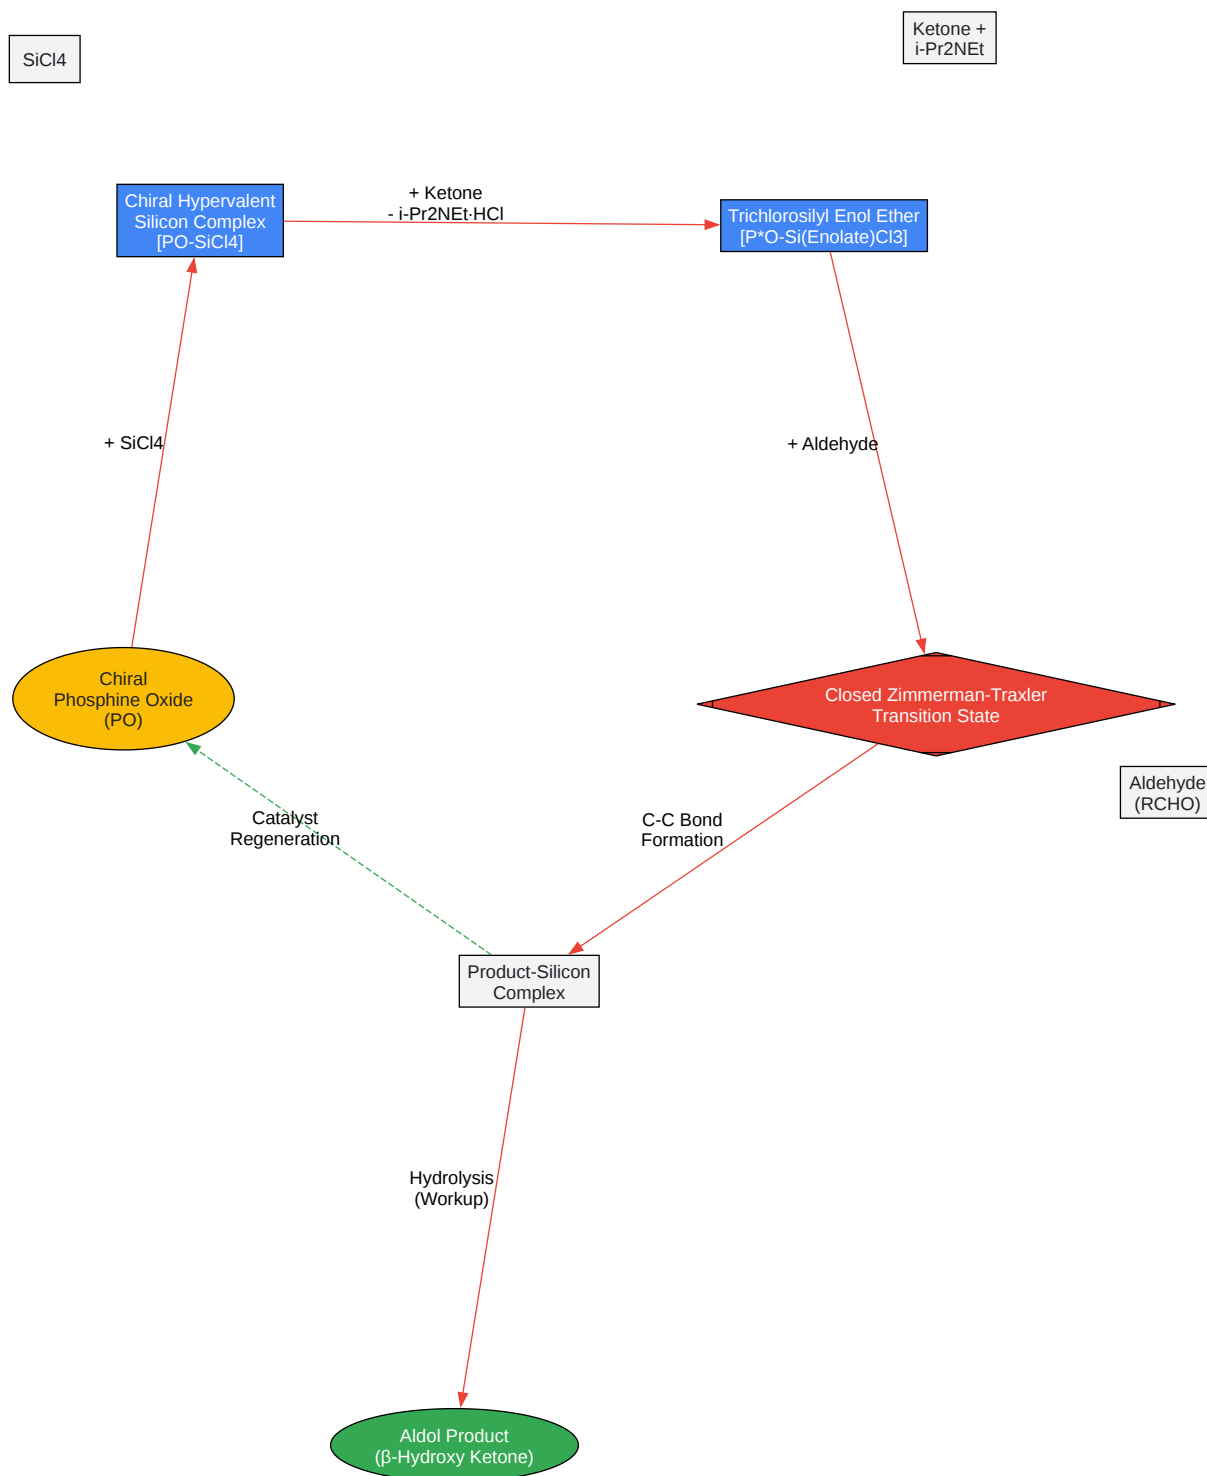 SiCl4
Ketone +
i-Pr2NEt
Chiral Hypervalent
Silicon Complex
[PO-SiCl4]
+ Ketone
- i-Pr2NEt·HCl
Trichlorosilyl Enol Ether
[P*O-Si(Enolate)Cl3]
+ SiCl4
+ Aldehyde
Chiral
Phosphine Oxide
(PO)
Closed Zimmerman-Traxler
Transition State
Aldehyde
(RCHO)
Catalyst
Regeneration
C-C Bond
Formation
Product-Silicon
Complex
Hydrolysis
(Workup)
Aldol Product
(β-Hydroxy Ketone)